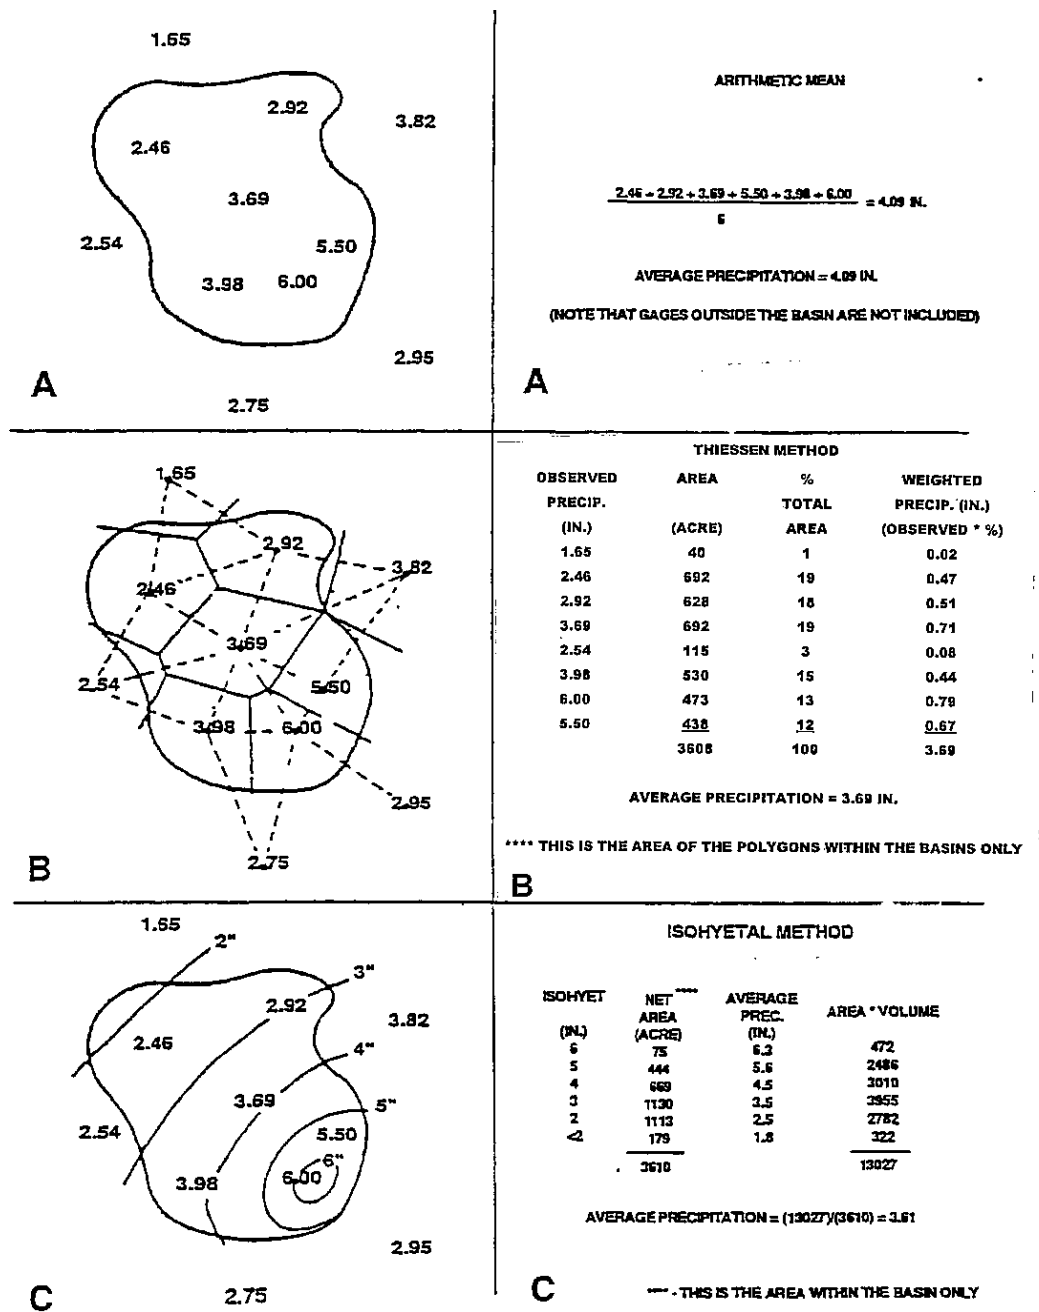 1.65
2.92
3.82
2.46
3.69
2.54
5.50
3.98 6.00
2.95
2.75
A
ARITHMETIC MEAN
2.46 + 2.92 + 3.69 + 5.50 + 3.98 + 6.00
6
= 4.09 IN.
AVERAGE PRECIPITATION = 4.09 IN.
(NOTE THAT GAGES OUTSIDE THE BASIN ARE NOT INCLUDED)
A
1.65
2.92
3.82
2.46
3.69
2.54
5.50
3.98 6.00
2.95
2.75
B
THIESSEN METHOD
OBSERVED AREA % WEIGHTED
PRECIP. TOTAL PRECIP. (IN.)
(IN.) (ACRE) AREA (OBSERVED * %)
1.65 40 1 0.02
2.46 692 19 0.47
2.92 628 18 0.51
3.69 692 19 0.71
2.54 115 3 0.08
3.98 530 15 0.44
6.00 473 13 0.79
5.50 438 12 0.67
3608 100 3.69
AVERAGE PRECIPITATION = 3.69 IN.
**** THIS IS THE AREA OF THE POLYGONS WITHIN THE BASINS ONLY
B
1.65
2"
3"
2.92
3.82
2.46
4"
3.69
5"
2.54
5.50
6"
6.00
3.98
2.95
2.75
C
ISOHYETAL METHOD
ISOHYET NET **** AVERAGE AREA * VOLUME
AREA PREC.
(IN.) (ACRE) (IN.)
6 75 6.3 472
5 444 5.6 2486
4 669 4.5 3010
3 1130 3.5 3955
2 1113 2.5 2782
<2 179 1.8 322
3610 13027
AVERAGE PRECIPITATION = (13027)/(3610) = 3.61
C
**** - THIS IS THE AREA WITHIN THE BASIN ONLY